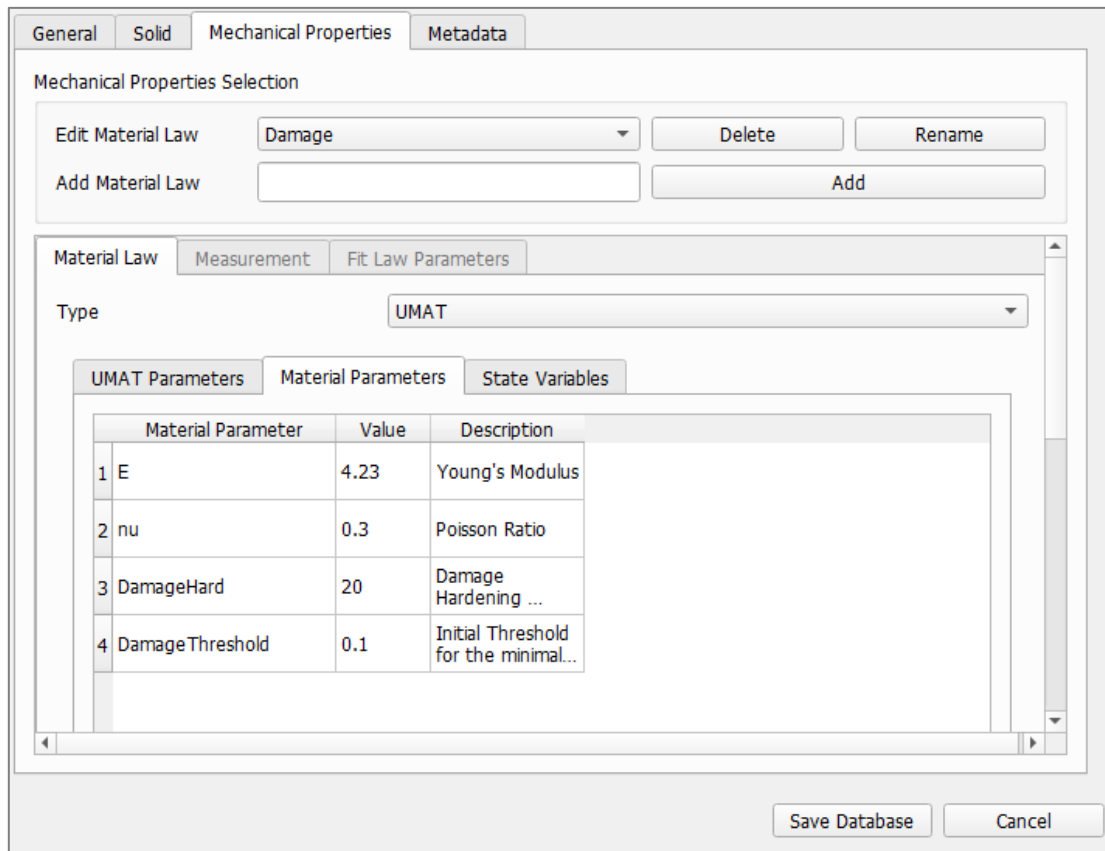 General Solid Mechanical Properties Metadata
Mechanical Properties Selection
Edit Material Law Damage Delete Rename
Add Material Law Add
Material Law Measurement Fit Law Parameters
Type UMAT
UMAT Parameters Material Parameters State Variables
Material Parameter Value Description
1 E 4.23 Young's Modulus
2 nu 0.3 Poisson Ratio
3 DamageHard 20 Damage
Hardening ...
4 DamageThreshold 0.1 Initial Threshold
for the minimal...
Save Database Cancel